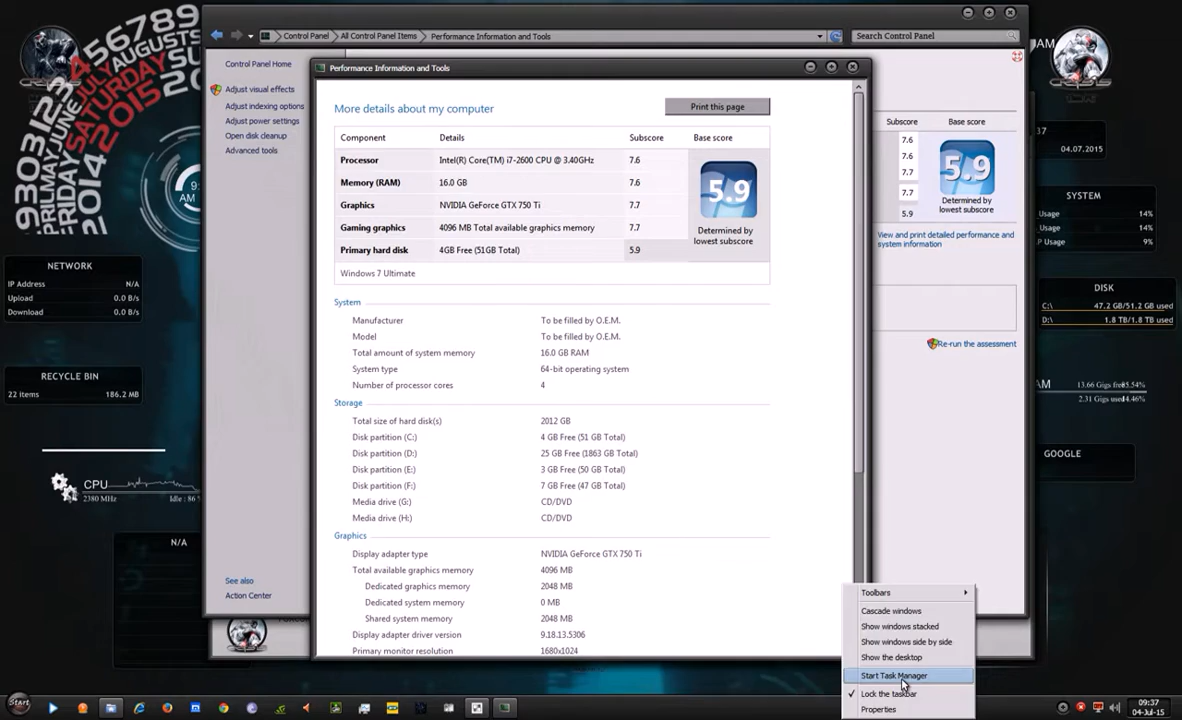 Control Panel
All Control Panel Items
Performance Information and Tools
Search Control Panel
Control Panel Home
Adjust visual effects
Adjust indexing options
Adjust power settings
Open disk cleanup
Advanced tools
See also
Action Center
Performance Information and Tools
More details about my computer
Print this page
Component Details Subscore Base score
Processor Intel(R) Core(TM) i7-2600 CPU @ 3.40GHz 7.6
Memory (RAM) 16.0 GB 7.6
Graphics NVIDIA GeForce GTX 750 Ti 7.7
Gaming graphics 4096 MB Total available graphics memory 7.7
Primary hard disk 4GB Free (51GB Total) 5.9
5.9
Determined by
lowest subscore
Windows 7 Ultimate
System
Manufacturer To be filled by O.E.M.
Model To be filled by O.E.M.
Total amount of system memory 16.0 GB RAM
System type 64-bit operating system
Number of processor cores 4
Storage
Total size of hard disk(s) 2012 GB
Disk partition (C:) 4 GB Free (51 GB Total)
Disk partition (D:) 25 GB Free (1863 GB Total)
Disk partition (E:) 3 GB Free (50 GB Total)
Disk partition (F:) 7 GB Free (47 GB Total)
Media drive (G:) CD/DVD
Media drive (H:) CD/DVD
Graphics
Display adapter type NVIDIA GeForce GTX 750 Ti
Total available graphics memory 4096 MB
Dedicated graphics memory 2048 MB
Dedicated system memory 0 MB
Shared system memory 2048 MB
Display adapter driver version 9.18.13.5306
Primary monitor resolution 1680x1024
Subscore Base score
7.6
7.6
7.7
7.7
5.9
5.9
Determined by
lowest subscore
View and print detailed performance and
system information
Re-run the assessment
Toolbars
Cascade windows
Show windows stacked
Show windows side by side
Show the desktop
Start Task Manager
Lock the taskbar
Properties
NETWORK
IP Address N/A
Upload 0.0 B/s
Download 0.0 B/s
RECYCLE BIN
22 items 186.2 MB
CPU
2380 MHz Idle : 86
N/A
AM
37
04.07.2015
SYSTEM
Usage 14%
Usage 14%
P Usage 9%
DISK
C:\ 47.2 GB/51.2 GB used
D:\ 1.8 TB/1.8 TB used
AM
13.66 Gigs free 85.54%
2.31 Gigs used 14.46%
GOOGLE
Start
09:37
04-Jul-15